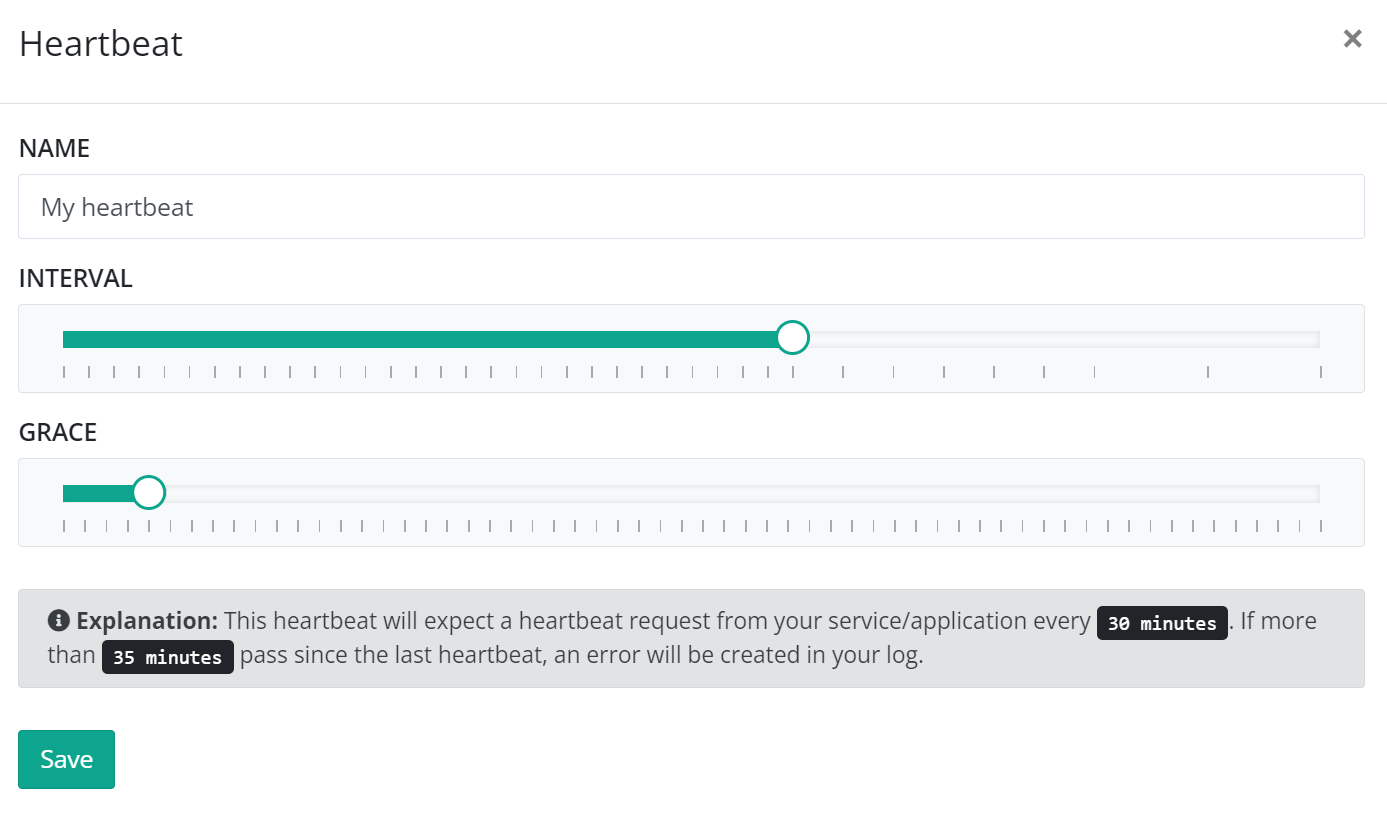 Heartbeat
NAME
My heartbeat
INTERVAL
GRACE
Explanation: This heartbeat will expect a heartbeat request from your service/application every 30 minutes. If more
than 35 minutes pass since the last heartbeat, an error will be created in your log.
Save